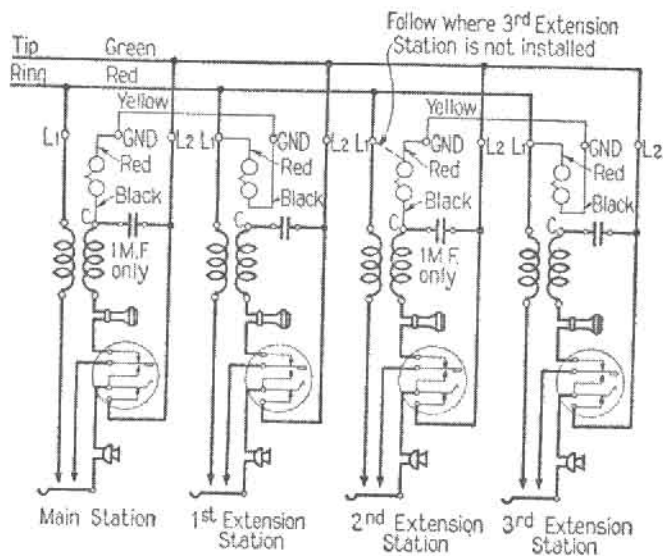 Follow where 3rd Extension
Station is not installed
Tip Green
Ring Red
Yellow
Yellow
L1
GND
L2
L1
GND
L2
L1
GND
L2
L1
GND
L2
Red
Red
Red
Red
Black
Black
Black
Black
C
C
C
C
1 M.F.
only
1 M.F.
only
Main Station
1st Extension
Station
2nd Extension
Station
3rd Extension
Station